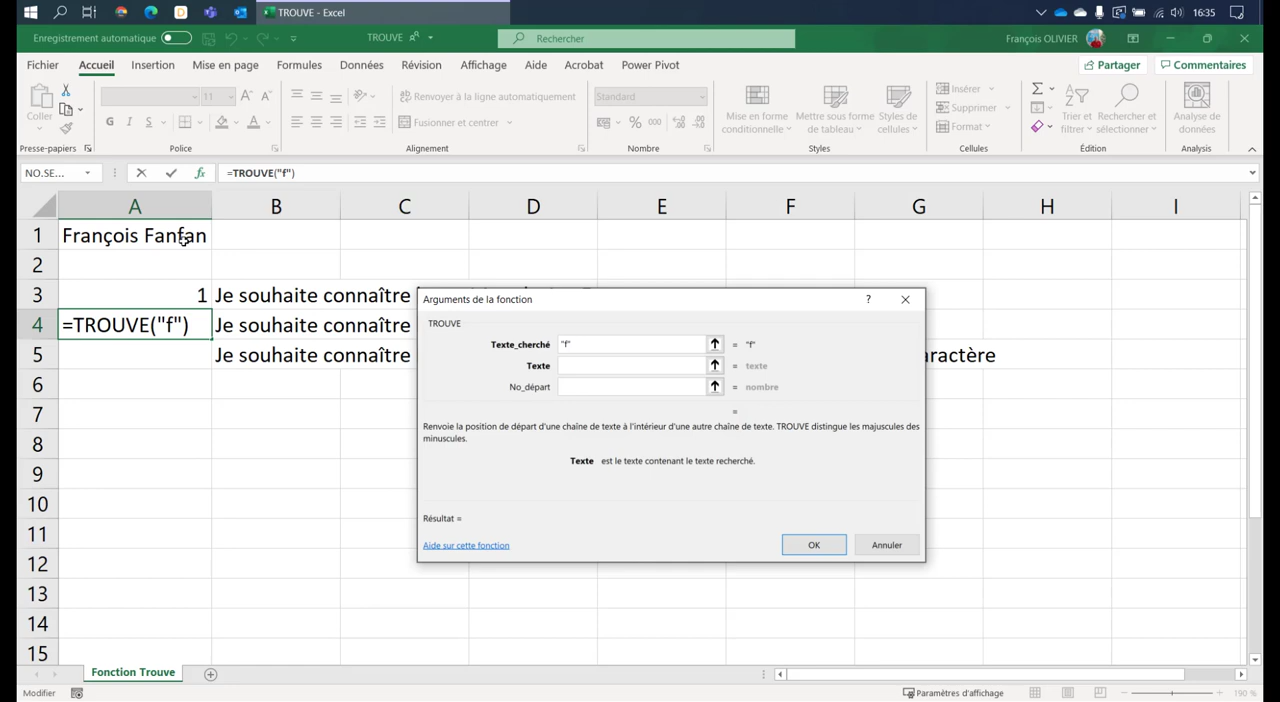 TROUVE - Excel
16:35
Enregistrement automatique
TROUVE
Rechercher
François OLIVIER
Fichier Accueil Insertion Mise en page Formules Données Révision Affichage Aide Acrobat Power Pivot
Partager Commentaires
Coller
11
Renvoyer à la ligne automatiquement
Fusionner et centrer
Standard
Mise en forme conditionnelle
Mettre sous forme de tableau
Styles de cellules
Insérer
Supprimer
Format
Trier et filtrer
Rechercher et sélectionner
Analyse de données
Presse-papiers Police Alignement Nombre Styles Cellules Édition Analysis
NO.SE... fx =TROUVE("f")
A B C D E F G H I
1 François Fanfan
2
3 1 Je souhaite connaître
4 =TROUVE("f") Je souhaite connaître
5 Je souhaite connaître aractère
6
7
8
9
10
11
12
13
14
15
Arguments de la fonction ?
TROUVE
Texte_cherché "f" = "f"
Texte = texte
No_départ = nombre
=
Renvoie la position de départ d'une chaîne de texte à l'intérieur d'une autre chaîne de texte. TROUVE distingue les majuscules des
minuscules.
Texte est le texte contenant le texte recherché.
Résultat =
Aide sur cette fonction OK Annuler
Fonction Trouve
Modifier Paramètres d'affichage 190 %